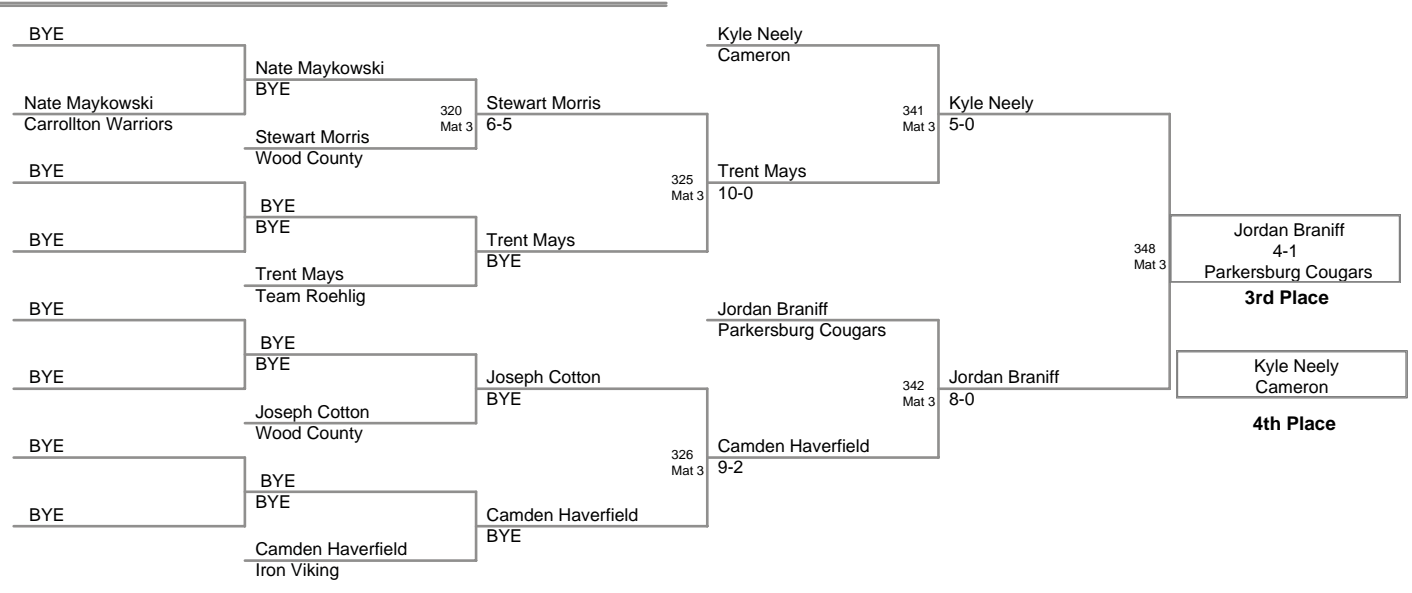 BYE
Nate Maykowski
Carrollton Warriors
BYE
BYE
BYE
BYE
BYE
BYE
Nate Maykowski
BYE
Stewart Morris
Wood County
BYE
BYE
Trent Mays
Team Roehlig
BYE
BYE
Joseph Cotton
Wood County
BYE
BYE
Camden Haverfield
Iron Viking
320
Mat 3
Stewart Morris
6-5
Trent Mays
BYE
Joseph Cotton
BYE
Camden Haverfield
BYE
325
Mat 3
326
Mat 3
Kyle Neely
Cameron
Trent Mays
10-0
Jordan Braniff
Parkersburg Cougars
Camden Haverfield
9-2
341
Mat 3
342
Mat 3
Kyle Neely
5-0
Jordan Braniff
8-0
348
Mat 3
Jordan Braniff
4-1
Parkersburg Cougars
3rd Place
Kyle Neely
Cameron
4th Place